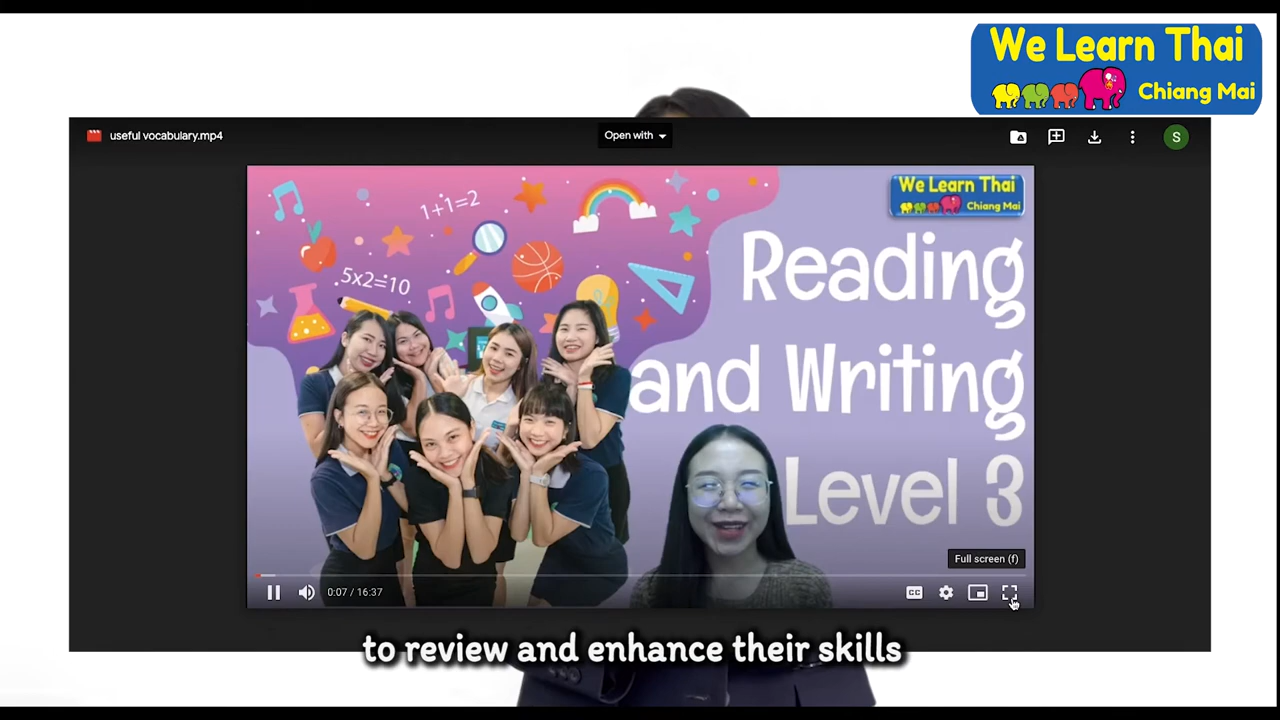 We Learn Thai
Chiang Mai
useful vocabulary.mp4
Open with
S
We Learn Thai
Chiang Mai
1+1=2
5x2=10
Reading
and Writing
Level 3
Full screen (f)
0:07 / 16:37
CC
to review and enhance their skills